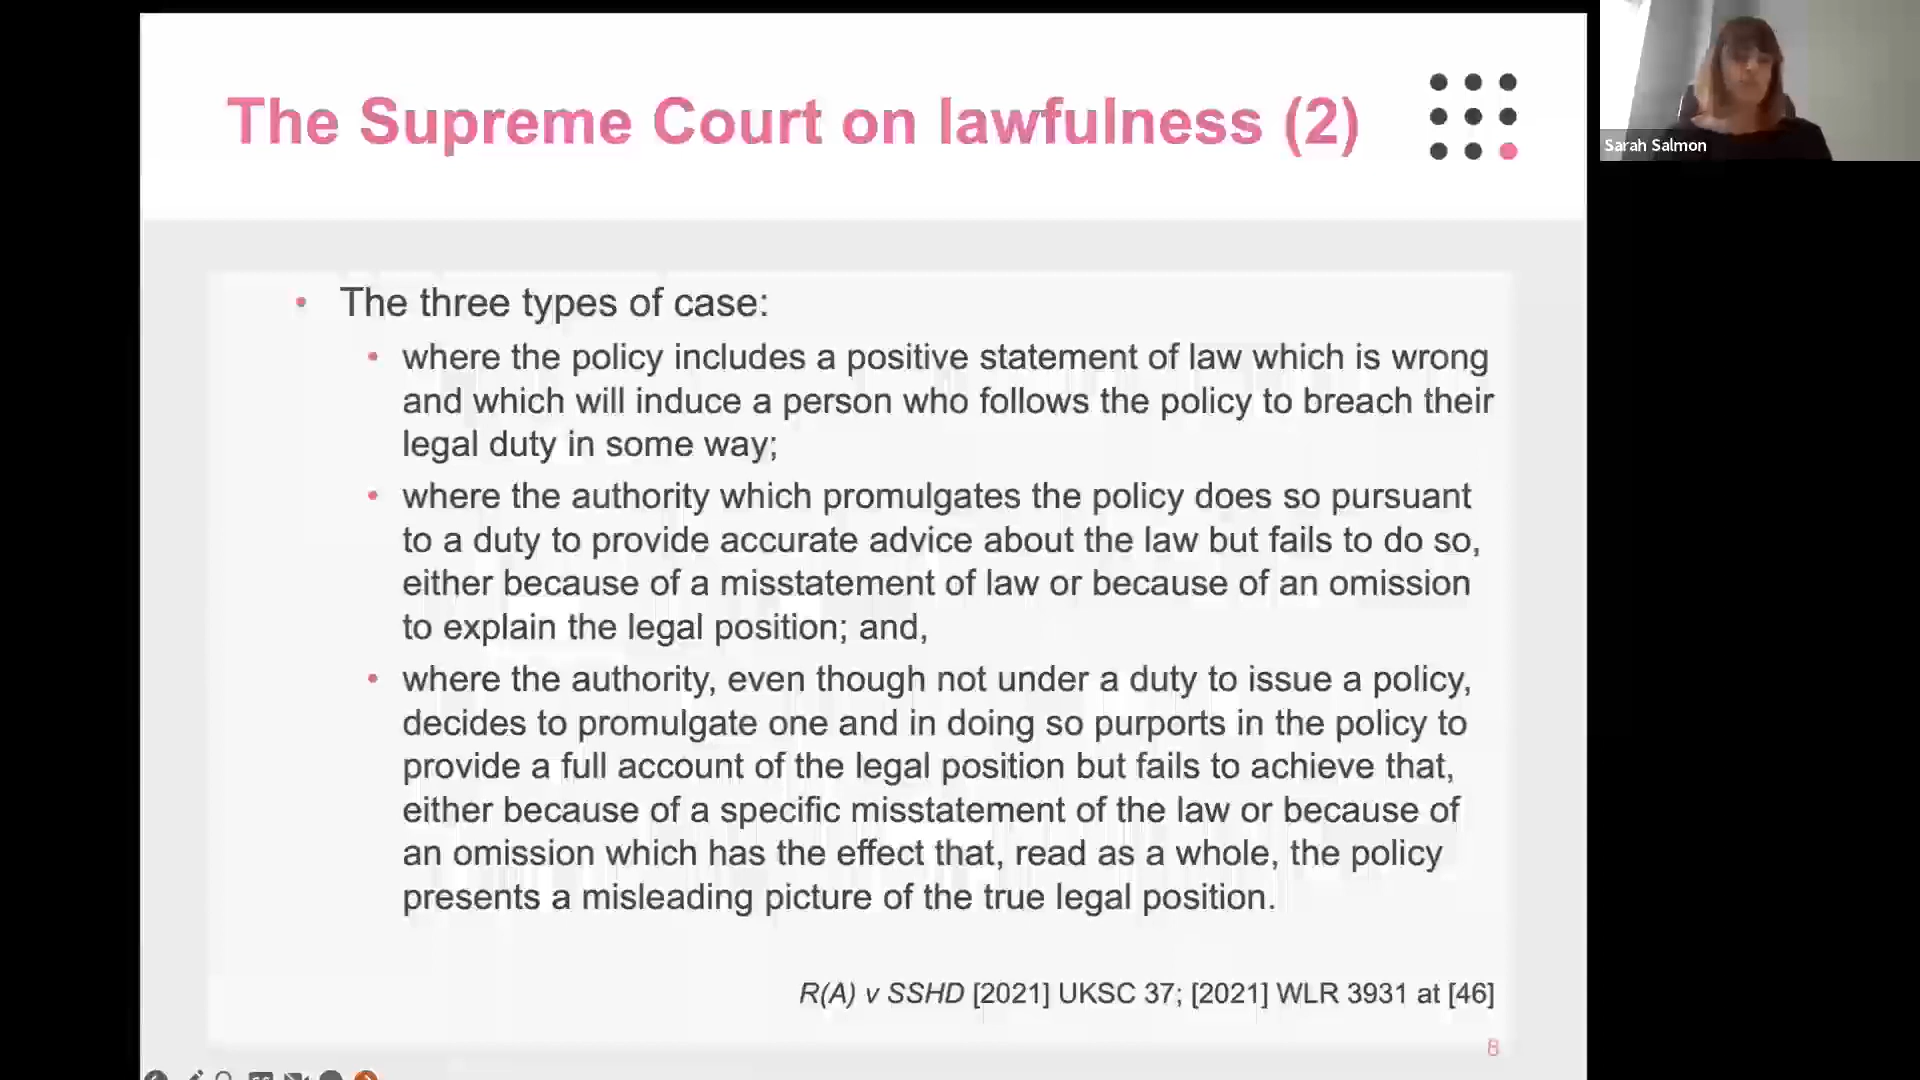 The Supreme Court on lawfulness (2)
Sarah Salmon
• The three types of case:
• where the policy includes a positive statement of law which is wrong
and which will induce a person who follows the policy to breach their
legal duty in some way;
• where the authority which promulgates the policy does so pursuant
to a duty to provide accurate advice about the law but fails to do so,
either because of a misstatement of law or because of an omission
to explain the legal position; and,
• where the authority, even though not under a duty to issue a policy,
decides to promulgate one and in doing so purports in the policy to
provide a full account of the legal position but fails to achieve that,
either because of a specific misstatement of the law or because of
an omission which has the effect that, read as a whole, the policy
presents a misleading picture of the true legal position.
R(A) v SSHD [2021] UKSC 37; [2021] WLR 3931 at [46]
8